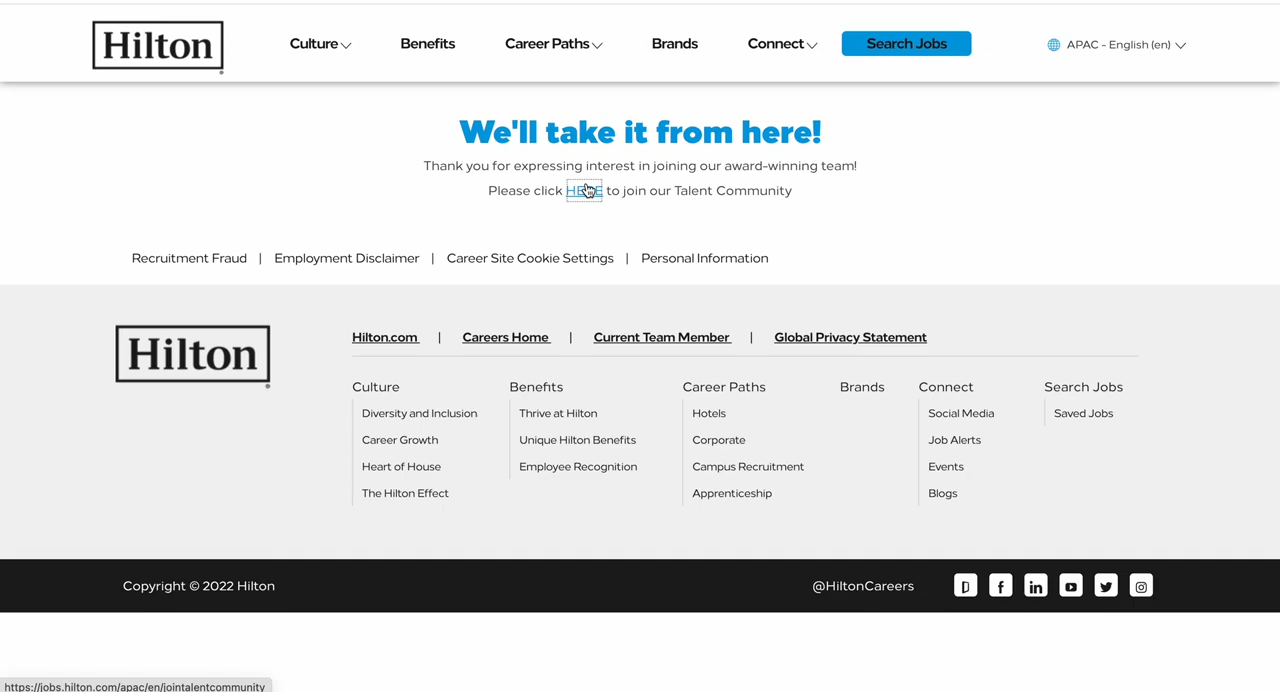 Hilton
Culture Benefits Career Paths Brands Connect Search Jobs APAC - English (en)
We'll take it from here!
Thank you for expressing interest in joining our award-winning team!
Please click HERE to join our Talent Community
Recruitment Fraud | Employment Disclaimer | Career Site Cookie Settings | Personal Information
Hilton
Hilton.com | Careers Home | Current Team Member | Global Privacy Statement
Culture
Diversity and Inclusion
Career Growth
Heart of House
The Hilton Effect
Benefits
Thrive at Hilton
Unique Hilton Benefits
Employee Recognition
Career Paths
Hotels
Corporate
Campus Recruitment
Apprenticeship
Brands
Connect
Social Media
Job Alerts
Events
Blogs
Search Jobs
Saved Jobs
Copyright © 2022 Hilton
@HiltonCareers
https://jobs.hilton.com/apac/en/jointalentcommunity